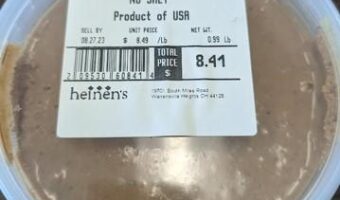 NO SALT
Product of USA
SELL BY UNIT PRICE NET WT.
08.27.23 $ 8.49 /Lb 0.99 Lb
TOTAL PRICE $ 8.41
heinen's
Warrensville Heights OH 44128